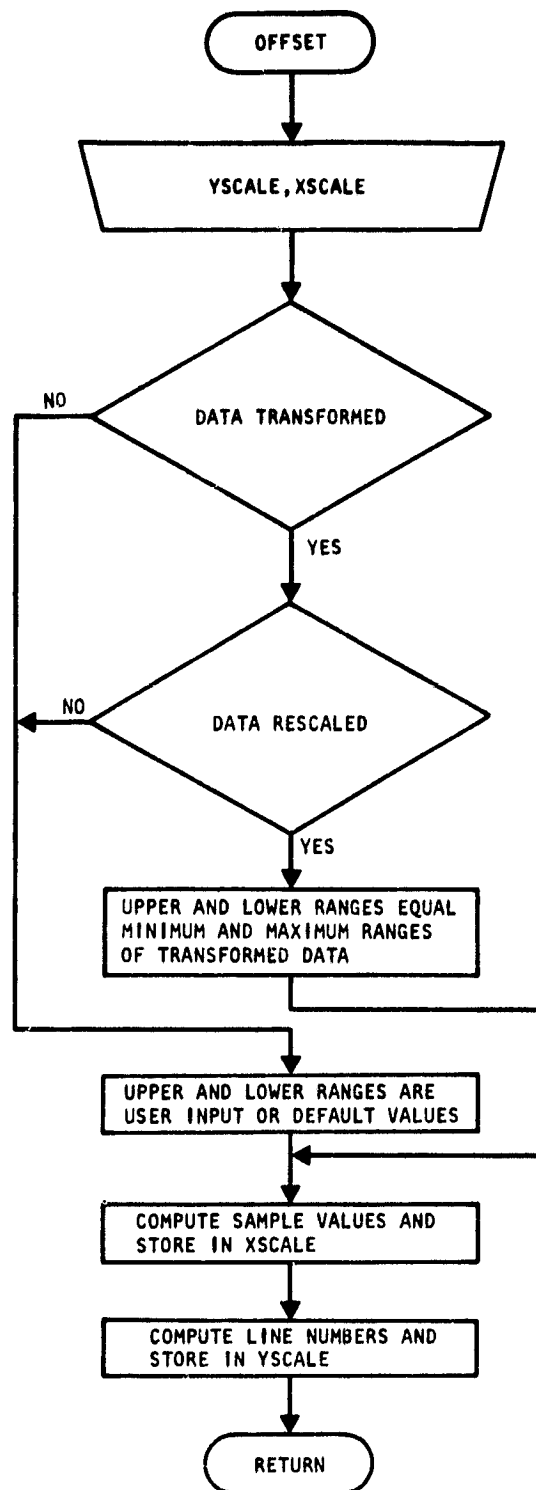 OFFSET
YSCALE,XSCALE
DATA TRANSFORMED
NO
YES
DATA RESCALED
NO
YES
UPPER AND LOWER RANGES EQUAL
MINIMUM AND MAXIMUM RANGES
OF TRANSFORMED DATA
UPPER AND LOWER RANGES ARE
USER INPUT OR DEFAULT VALUES
COMPUTE SAMPLE VALUES AND
STORE IN XSCALE
COMPUTE LINE NUMBERS AND
STORE IN YSCALE
RETURN